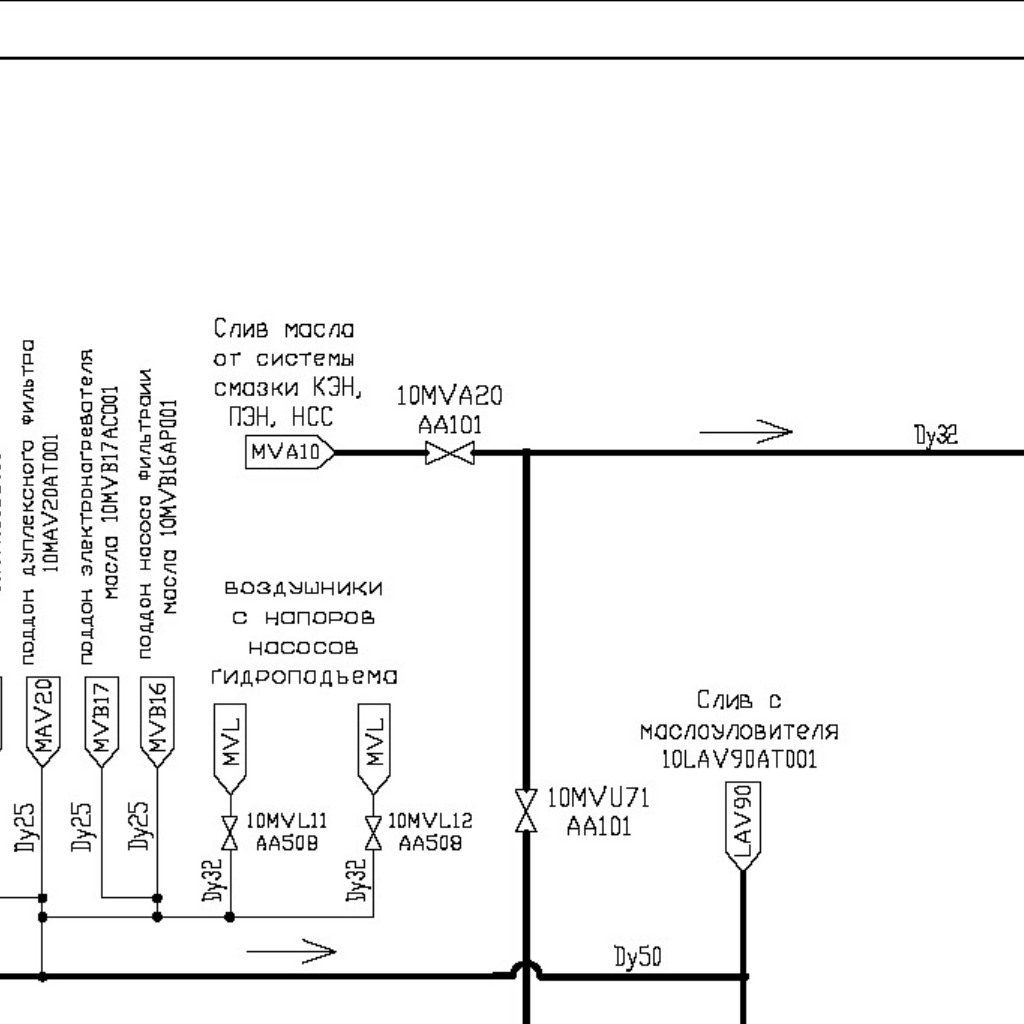 Слив масла
от системы
смазки КЭН,
ПЭН, НСС
MVA10
10MVA20
AA101
Dy32
поддон дуплексного фильтра
10MAV20AT001
поддон электронагревателя
масла 10MVB17AC001
поддон насоса фильтраии
масла 10MVB16AP001
воздушники
с напоров
насосов
гидроподъема
MAV20
MVB17
MVB16
MVL
MVL
Слив с
маслоуловителя
10LAV90AT001
LAV90
10MVU71
AA101
10MVL11
AA508
10MVL12
AA508
Dy25
Dy25
Dy25
Dy32
Dy32
Dy50